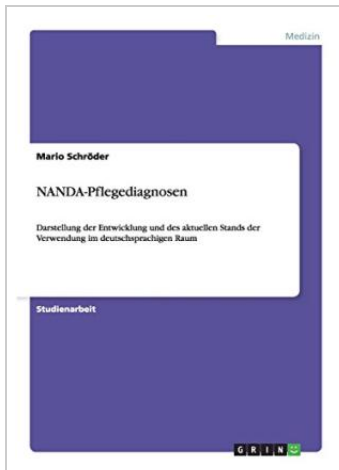 Medizin
Mario Schröder
NANDA-Pflegediagnosen
Darstellung der Entwicklung und des aktuellen Stands der
Verwendung im deutschsprachigen Raum
Studienarbeit
GRIN